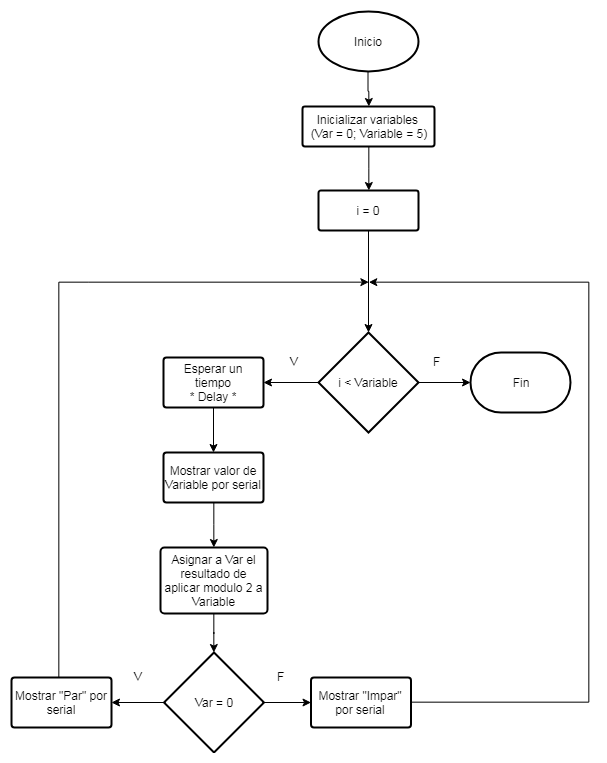 Inicio
Inicializar variables
(Var = 0; Variable = 5)
i = 0
i < Variable
V
F
Esperar un
tiempo
* Delay *
Fin
Mostrar valor de
Variable por serial
Asignar a Var el
resultado de
aplicar modulo 2 a
Variable
Var = 0
V
F
Mostrar "Par" por
serial
Mostrar "Impar"
por serial